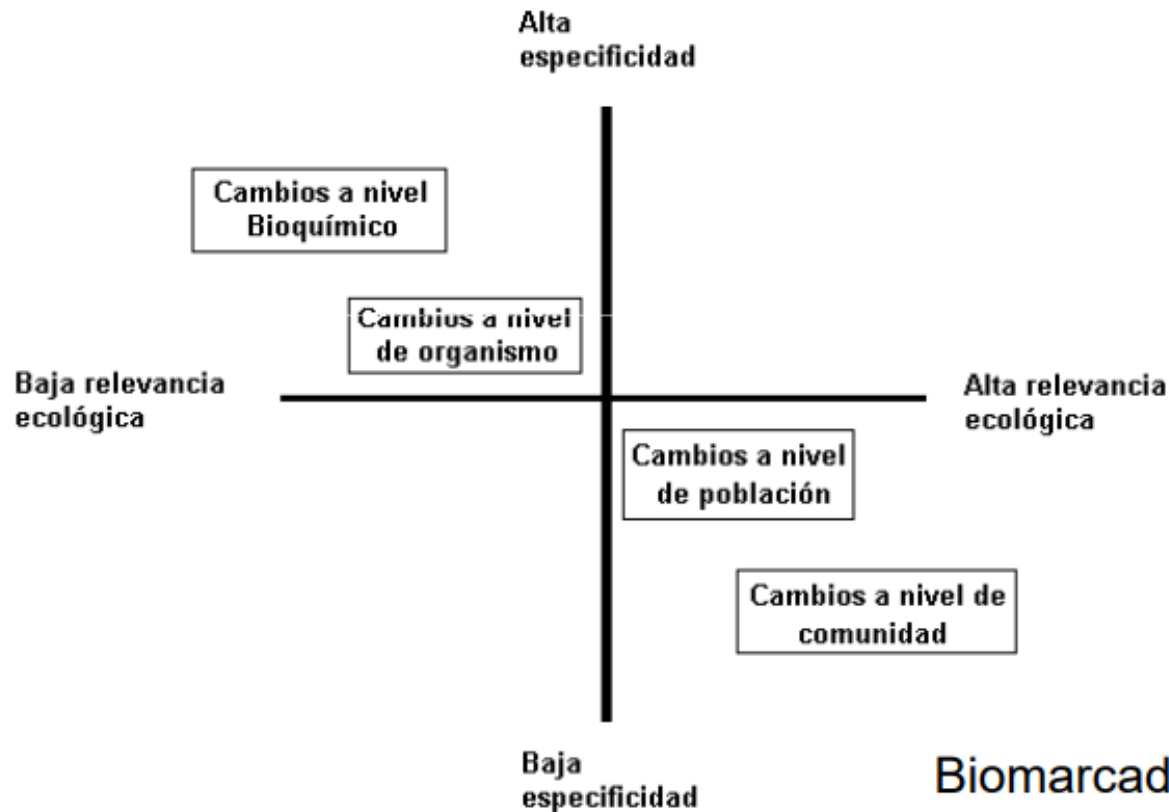 Alta
especificidad
Cambios a nivel
Bioquímico
Cambios a nivel
de organismo
Baja relevancia
ecológica
Alta relevancia
ecológica
Cambios a nivel
de población
Cambios a nivel de
comunidad
Baja
especificidad
Biomarcad